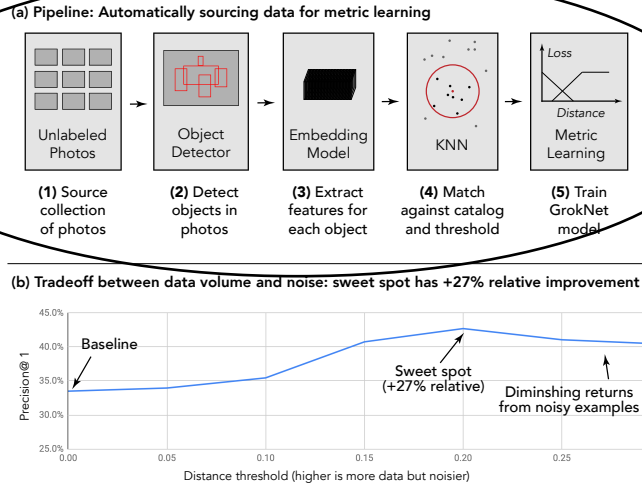 (a) Pipeline: Automatically sourcing data for metric learning
Unlabeled
Photos
Object
Detector
Embedding
Model
KNN
Loss
Distance
Metric
Learning
(1) Source
collection
of photos
(2) Detect
objects in
photos
(3) Extract
features for
each object
(4) Match
against catalog
and threshold
(5) Train
GrokNet
model
(b) Tradeoff between data volume and noise: sweet spot has +27% relative improvement
45.0%
40.0%
35.0%
30.0%
25.0%
Precision@ 1
Baseline
Sweet spot
(+27% relative)
Diminshing returns
from noisy examples
0.00
0.05
0.10
0.15
0.20
0.25
Distance threshold (higher is more data but noisier)